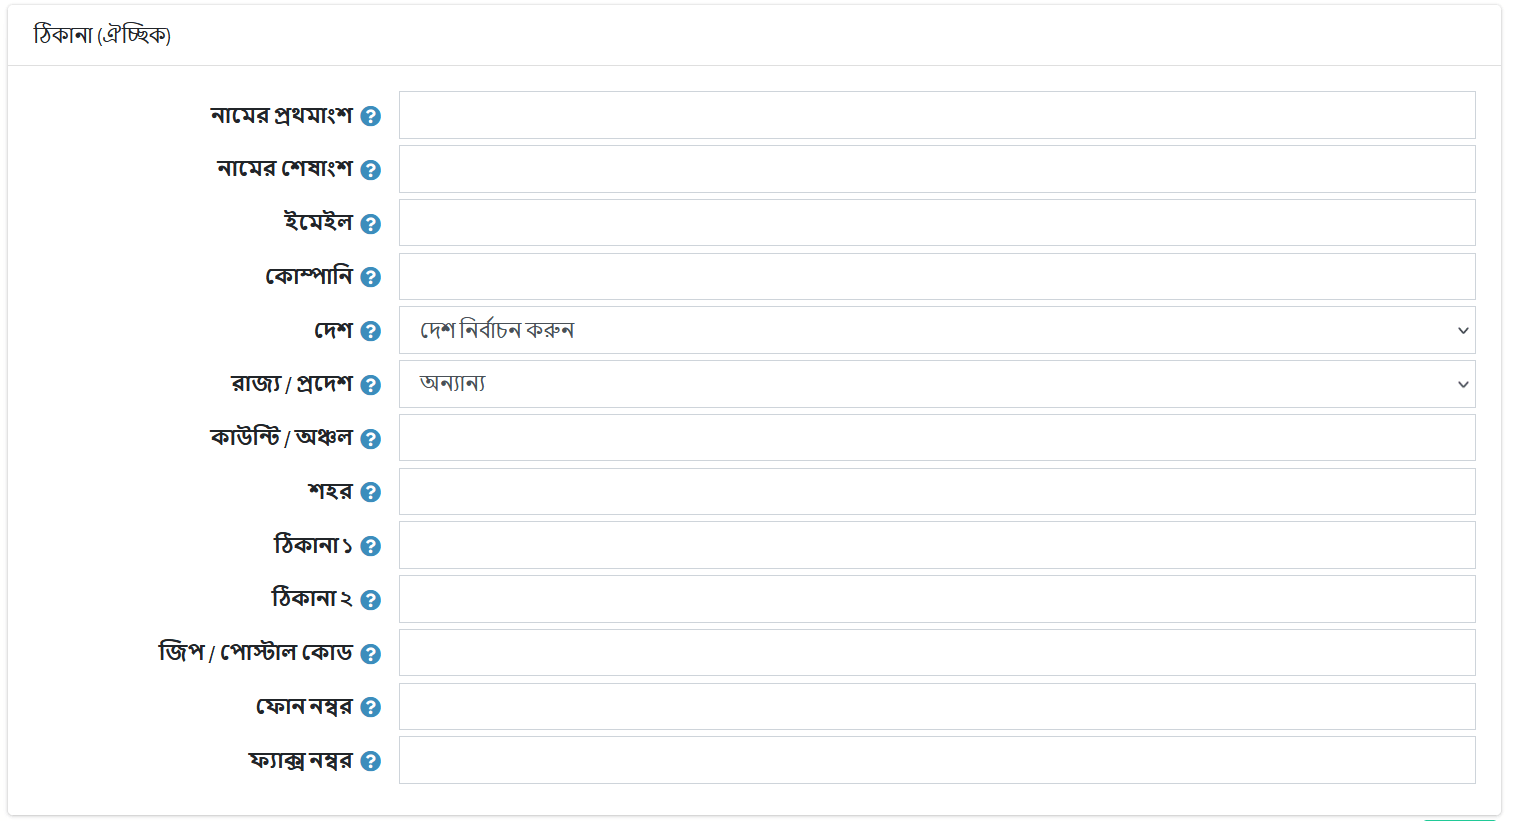 ঠিকানা (ঐচ্ছিক)
নামের প্রথমাংশ
নামের শেষাংশ
ইমেইল
কোম্পানি
দেশ দেশ নির্বাচন করুন
রাজ্য / প্রদেশ অন্যান্য
কাউন্টি / অঞ্চল
শহর
ঠিকানা ১
ঠিকানা ২
জিপ / পোস্টাল কোড
ফোন নম্বর
ফ্যাক্স নম্বর